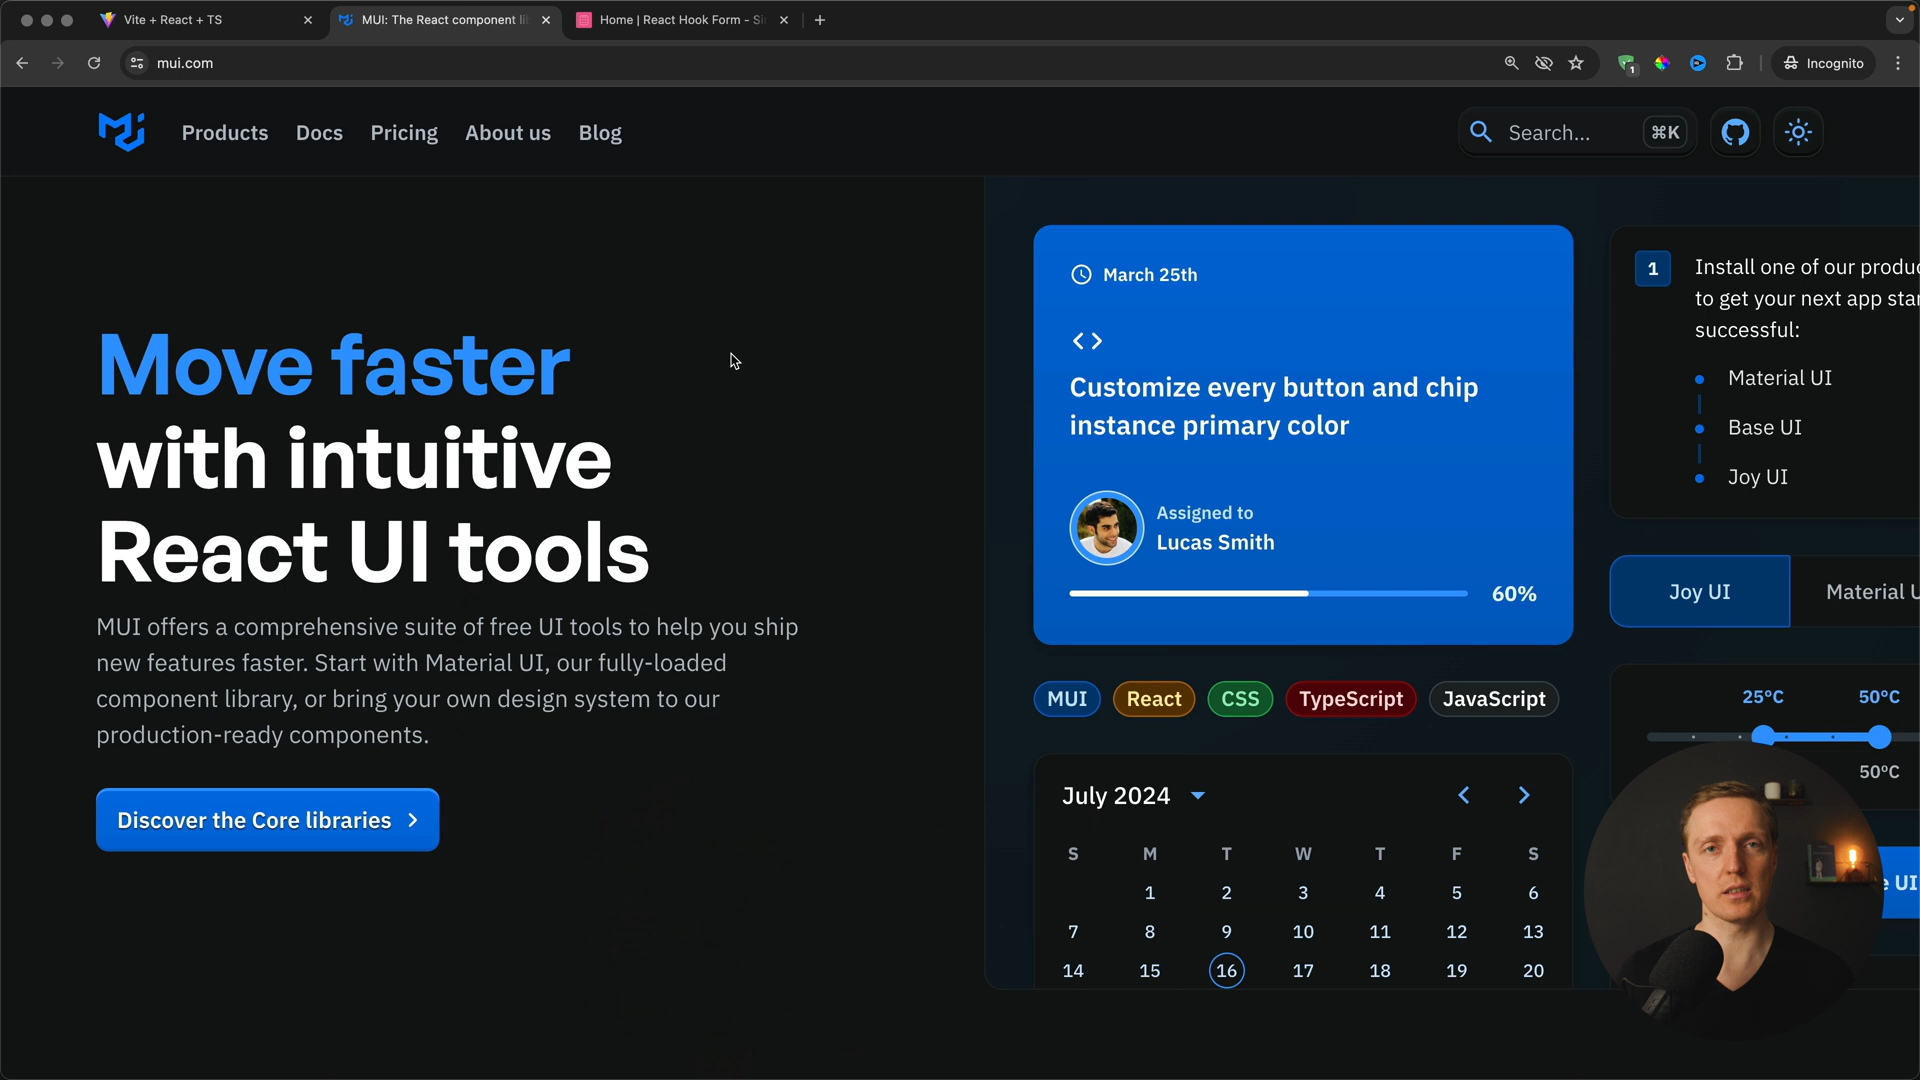 Vite + React + TS
MUI: The React component li
Home | React Hook Form - Si
mui.com
1
Incognito
Products Docs Pricing About us Blog
Search... ⌘K
Move faster
with intuitive
React UI tools
MUI offers a comprehensive suite of free UI tools to help you ship
new features faster. Start with Material UI, our fully-loaded
component library, or bring your own design system to our
production-ready components.
Discover the Core libraries
March 25th
Customize every button and chip
instance primary color
Assigned to
Lucas Smith
60%
MUI React CSS TypeScript JavaScript
July 2024
S M T W T F S
1 2 3 4 5 6
7 8 9 10 11 12 13
14 15 16 17 18 19 20
1
Install one of our produc
to get your next app star
successful:
Material UI
Base UI
Joy UI
Joy UI Material U
25°C 50°C
50°C
e UI